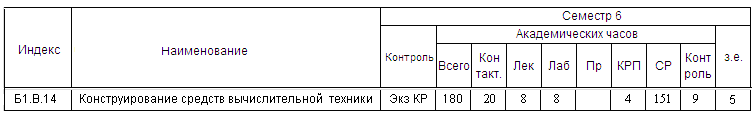 Семестр 6
Академических часов
Индекс Наименование Контроль Всего Кон такт. Лек Лаб Пр КРП СР Конт роль з.е.
Б1.В.14 Конструирование средств вычислительной техники Экз КР 180 20 8 8 4 151 9 5